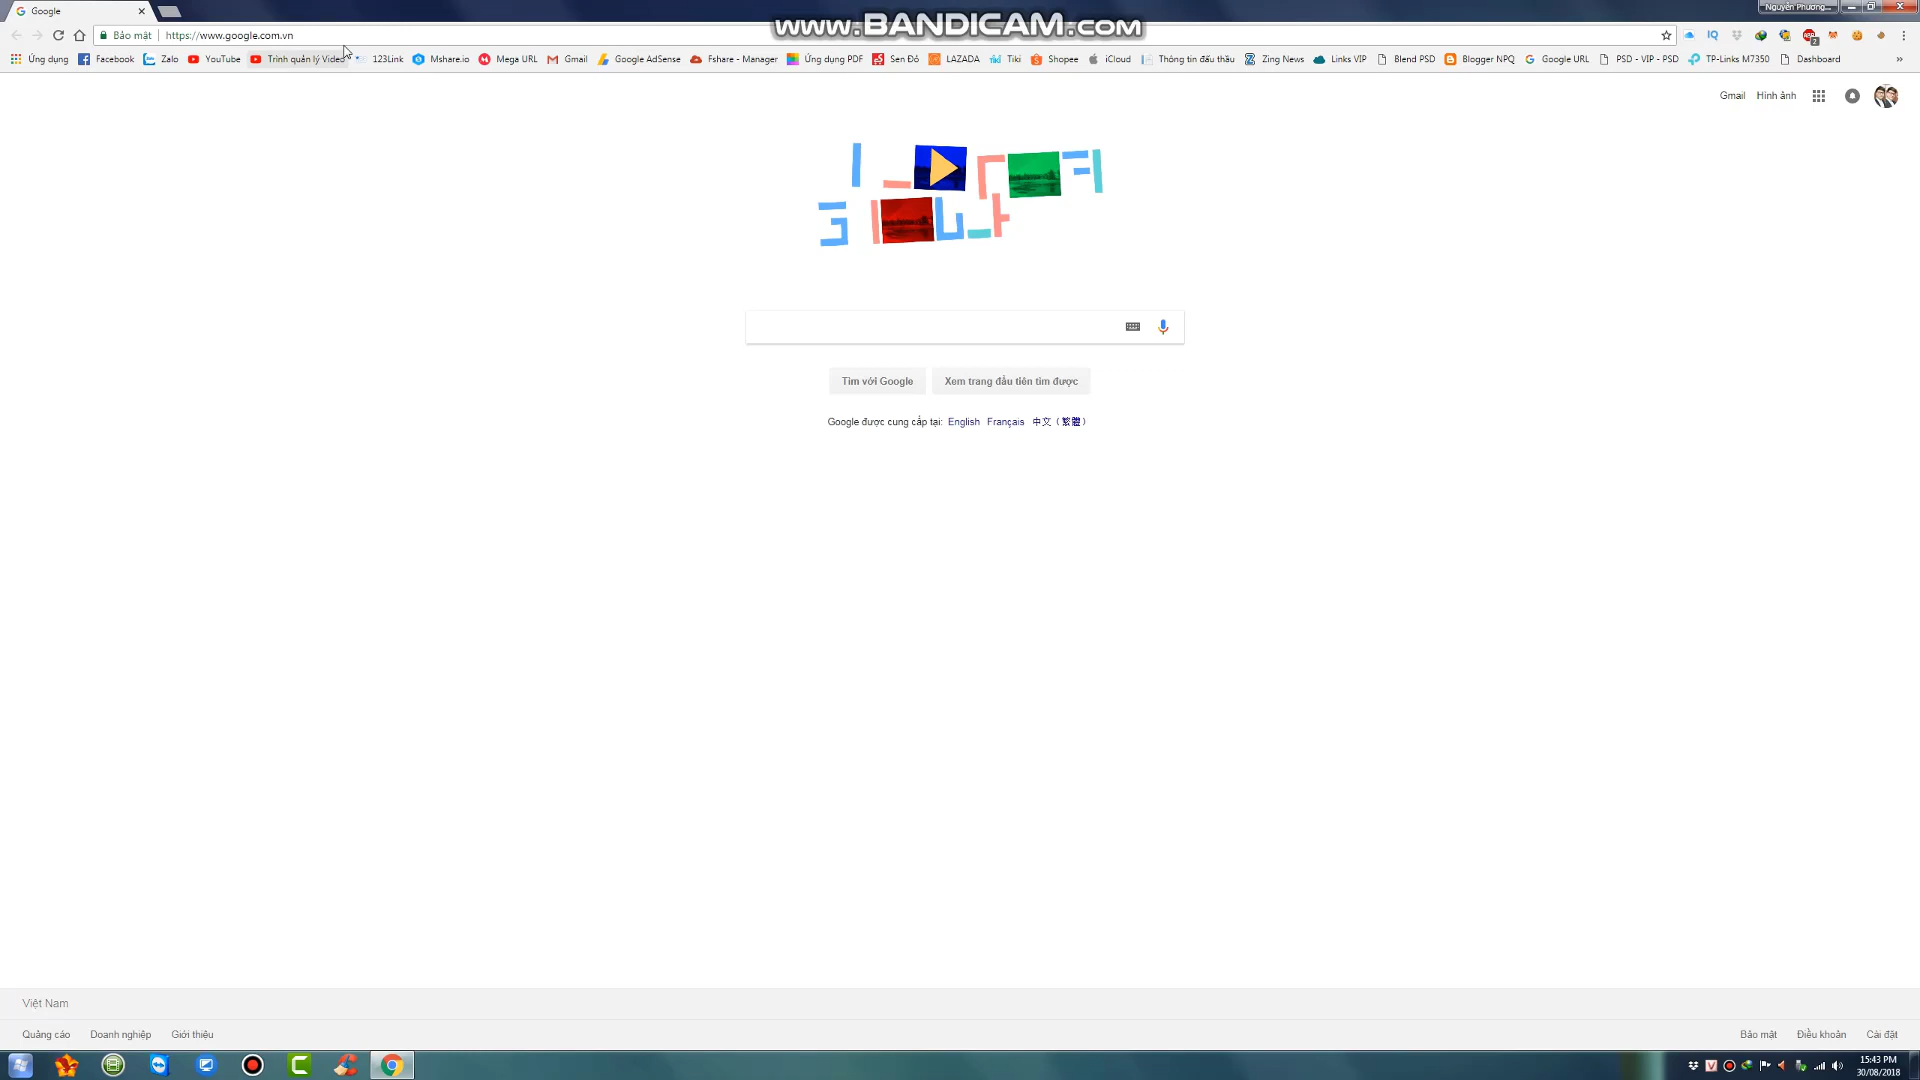 Google
Nguyễn Phương...
www.BANDICAM.com
Bảo mật
https://www.google.com.vn
Ứng dụng Facebook Zalo YouTube Trình quản lý Video 123Link Mshare.io Mega URL Gmail Google AdSense Fshare - Manager Ứng dụng PDF Sen Đỏ LAZADA Tiki Shopee iCloud Thông tin đấu thầu Zing News Links VIP Blend PSD Blogger NPQ Google URL PSD - VIP - PSD TP-Links M7350 Dashboard »
Gmail Hình ảnh
Tìm với Google Xem trang đầu tiên tìm được
Google được cung cấp tại: English Français 中文（繁體）
Việt Nam
Quảng cáo Doanh nghiệp Giới thiệu Bảo mật Điều khoản Cài đặt
15:43 PM
30/08/2018